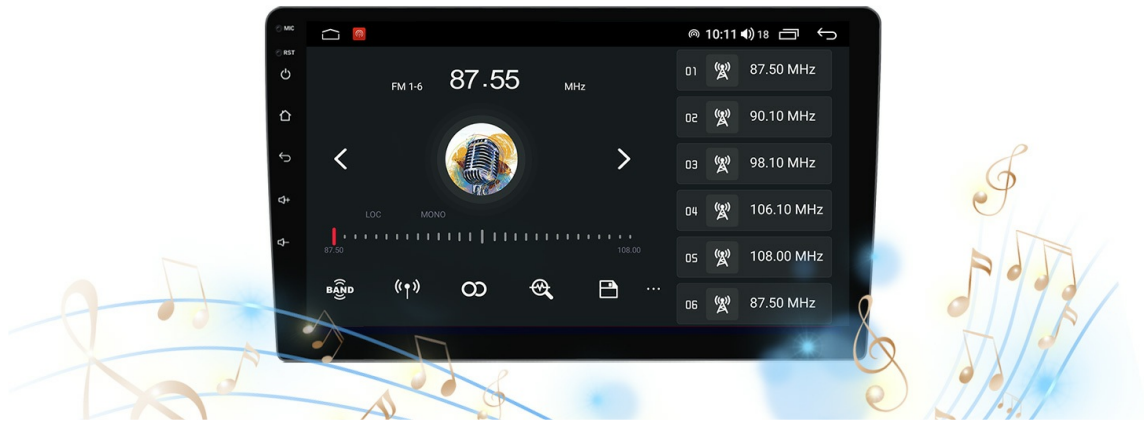 MIC
RST
10:11 18
FM 1-6 87.55 MHz
LOC MONO
87.50 108.00
BAND
01 87.50 MHz
02 90.10 MHz
03 98.10 MHz
04 106.10 MHz
05 108.00 MHz
06 87.50 MHz